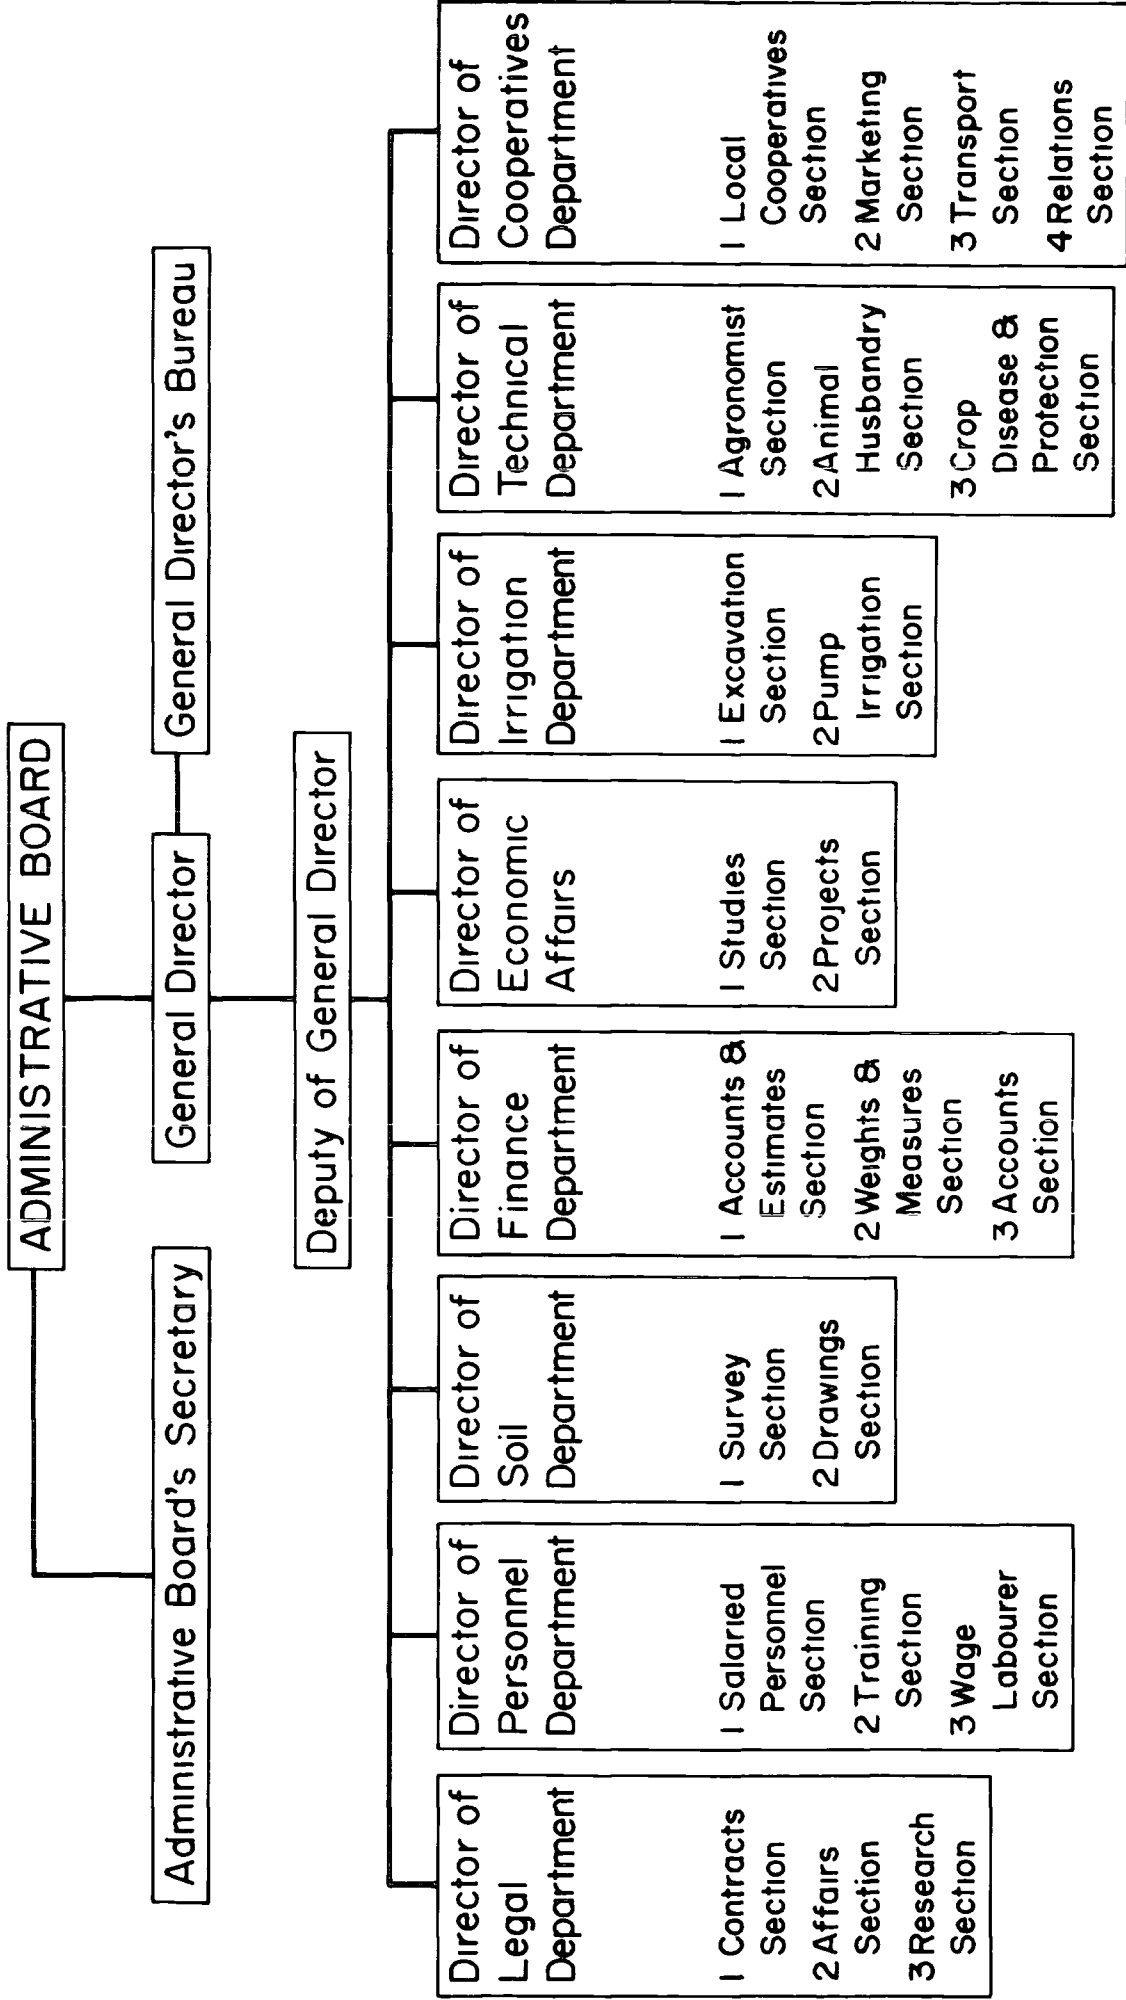 ADMINISTRATIVE BOARD
Administrative Board's Secretary
General Director
General Director's Bureau
Deputy of General Director
Director of
Legal
Department
1 Contracts
Section
2 Affairs
Section
3 Research
Section
Director of
Personnel
Department
1 Salaried
Personnel
Section
2 Training
Section
3 Wage
Labourer
Section
Director of
Soil
Department
1 Survey
Section
2 Drawings
Section
Director of
Finance
Department
1 Accounts &
Estimates
Section
2 Weights &
Measures
Section
3 Accounts
Section
Director of
Economic
Affairs
1 Studies
Section
2 Projects
Section
Director of
Irrigation
Department
1 Excavation
Section
2 Pump
Irrigation
Section
Director of
Technical
Department
1 Agronomist
Section
2 Animal
Husbandry
Section
3 Crop
Disease &
Protection
Section
Director of
Cooperatives
Department
1 Local
Cooperatives
Section
2 Marketing
Section
3 Transport
Section
4 Relations
Section